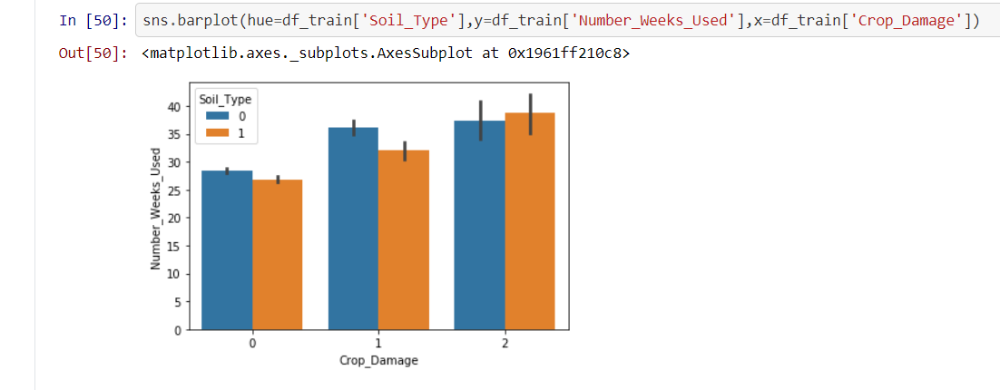 In [50]: sns.barplot(hue=df_train['Soil_Type'],y=df_train['Number_Weeks_Used'],x=df_train['Crop_Damage'])
Out[50]: <matplotlib.axes._subplots.AxesSubplot at 0x1961ff210c8>
Soil_Type
0
1
40
35
30
25
20
15
10
5
0
Number_Weeks_Used
0 1 2
Crop_Damage